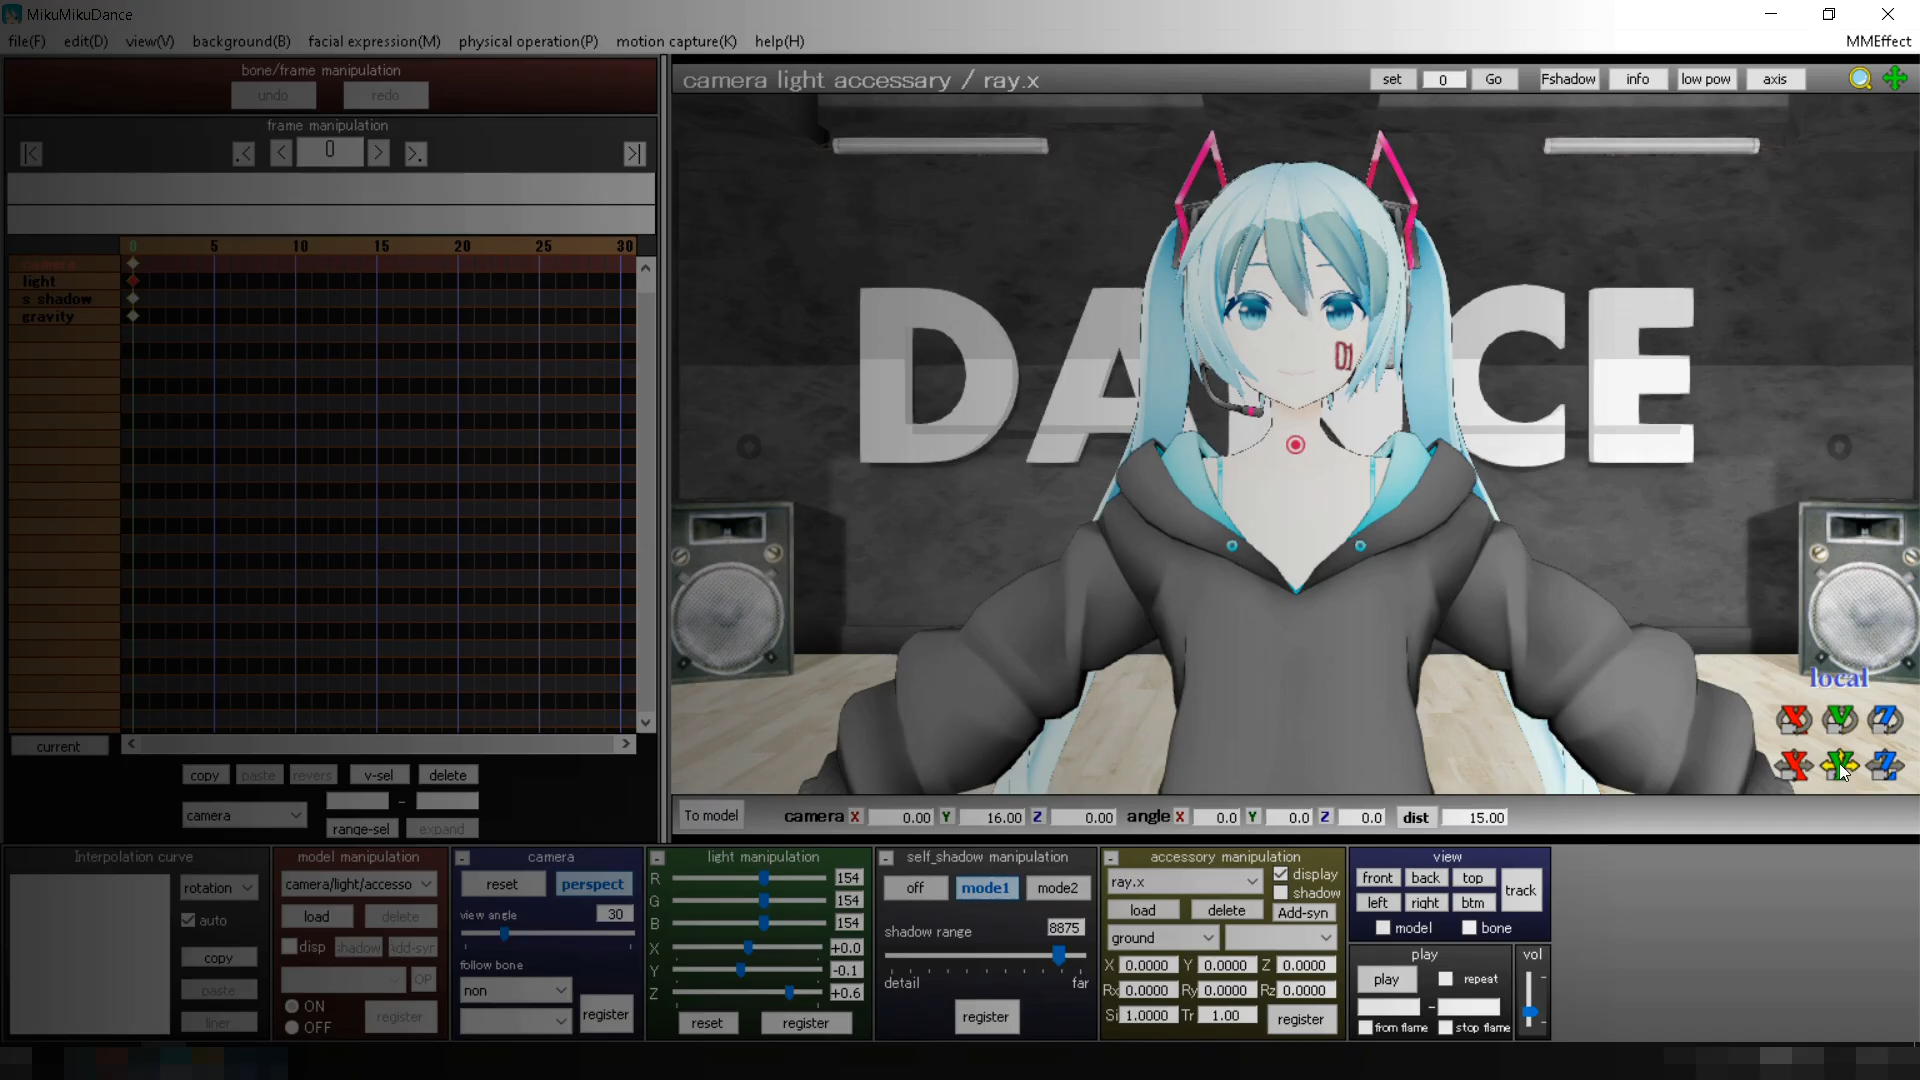 MikuMikuDance
file(F) edit(D) view(V) background(B) facial expression(M) physical operation(P) motion capture(K) help(H) MMEffect
bone/frame manipulation
undo redo
frame manipulation
|< .< < 0 > >. >|
0 5 10 15 20 25 30
camera
light
s shadow
gravity
current
copy paste revers v-sel delete
camera -
range-sel expand
camera light accessary / ray.x set 0 Go Fshadow info low pow axis
DANCE
01
local
X Y Z
X Y Z
To model camera X 0.00 Y 16.00 Z 0.00 angle X 0.0 Y 0.0 Z 0.0 dist 15.00
Interpolation curve
rotation
auto
copy
paste
liner
model manipulation
camera/light/accesso
load delete
disp shadow Add-syn
OP
ON
OFF
register
- camera
reset perspect
view angle 30
follow bone
non
register
- light manipulation
R 154
G 154
B 154
X +0.0
Y -0.1
Z +0.6
reset register
- self_shadow manipulation
off mode1 mode2
shadow range 8875
detail far
register
- accessory manipulation
ray.x display
shadow
load delete Add-syn
ground
X 0.0000 Y 0.0000 Z 0.0000
Rx 0.0000 Ry 0.0000 Rz 0.0000
Si 1.0000 Tr 1.00 register
view
front back top
left right btm track
model bone
play
play repeat
-
from flame stop flame
vol